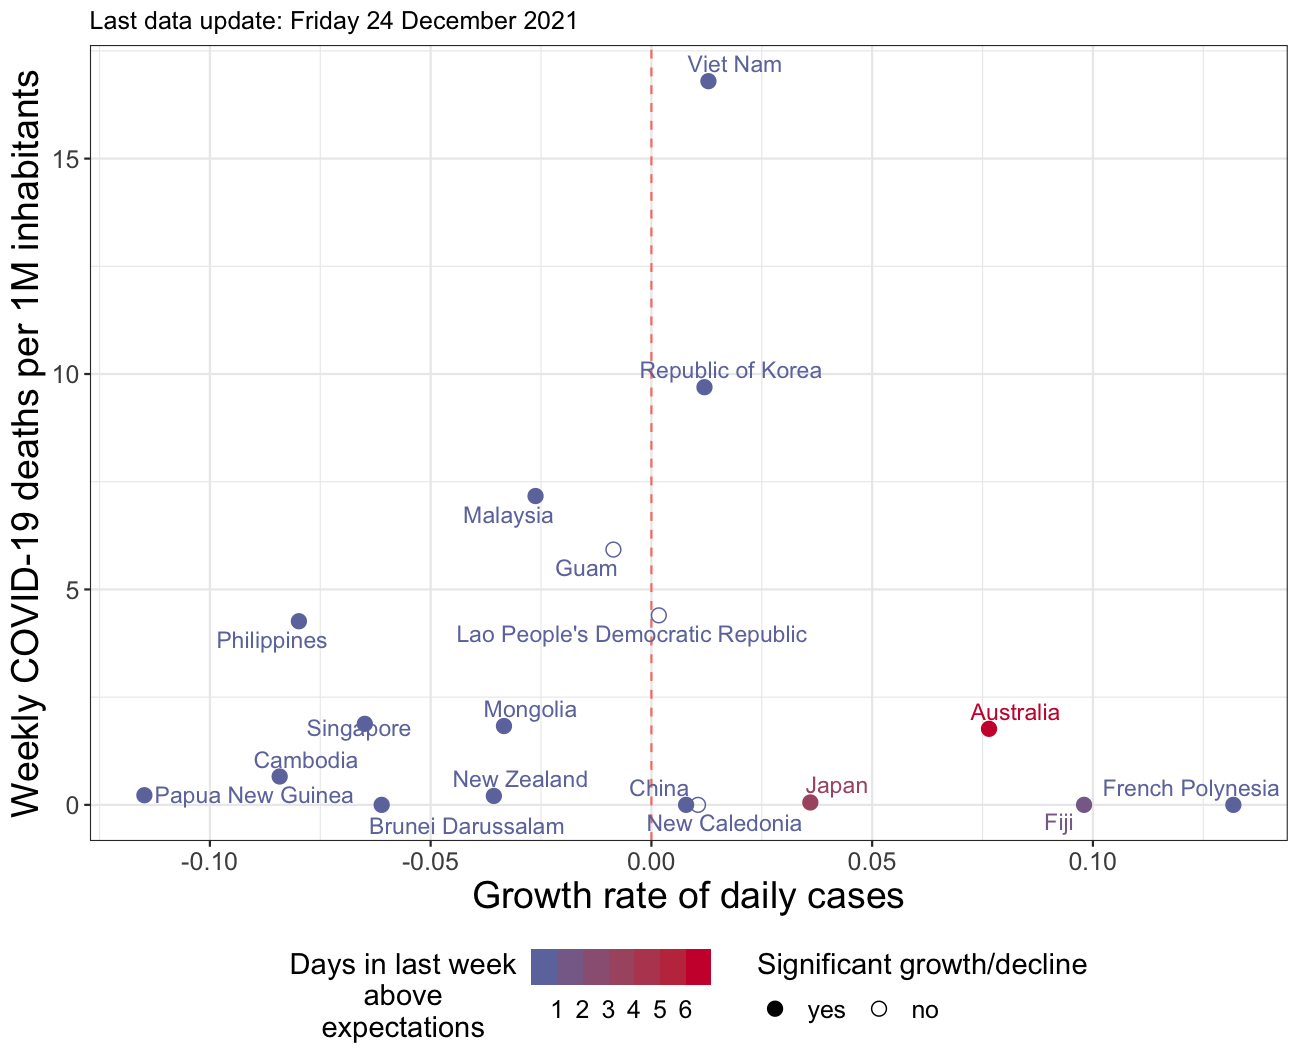 Last data update: Friday 24 December 2021
Weekly COVID-19 deaths per 1M inhabitants
15
10
5
0
Viet Nam
Republic of Korea
Malaysia
Guam
Philippines
Lao People's Democratic Republic
Mongolia
Singapore
Australia
Cambodia
New Zealand
China
Japan
French Polynesia
Papua New Guinea
Brunei Darussalam
New Caledonia
Fiji
-0.10
-0.05
0.00
0.05
0.10
Growth rate of daily cases
Days in last week
above
expectations
1 2 3 4 5 6
Significant growth/decline
yes
no